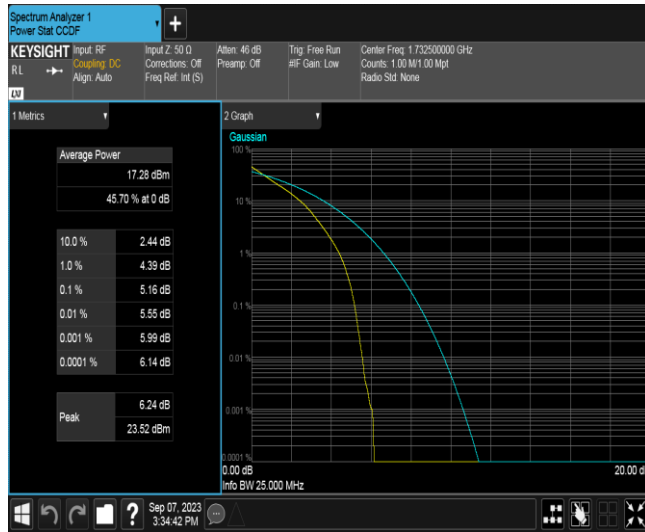 Spectrum Analyzer 1
Power Stat CCDF
+
KEYSIGHT
RL
LXI
Input: RF
Coupling: DC
Align: Auto
Input Z: 50 Ω
Corrections: Off
Freq Ref: Int (S)
Atten: 46 dB
Preamp: Off
Trig: Free Run
#IF Gain: Low
Center Freq: 1.732500000 GHz
Counts: 1.00 M/1.00 Mpt
Radio Std: None
1 Metrics
Average Power
17.28 dBm
45.70 % at 0 dB
10.0 % 2.44 dB
1.0 % 4.39 dB
0.1 % 5.16 dB
0.01 % 5.55 dB
0.001 % 5.99 dB
0.0001 % 6.14 dB
Peak
6.24 dB
23.52 dBm
2 Graph
Gaussian
100 %
10 %
1 %
0.1 %
0.01 %
0.001 %
0.0001 %
0.00 dB
20.00 d
Info BW 25.000 MHz
?
Sep 07, 2023
3:34:42 PM